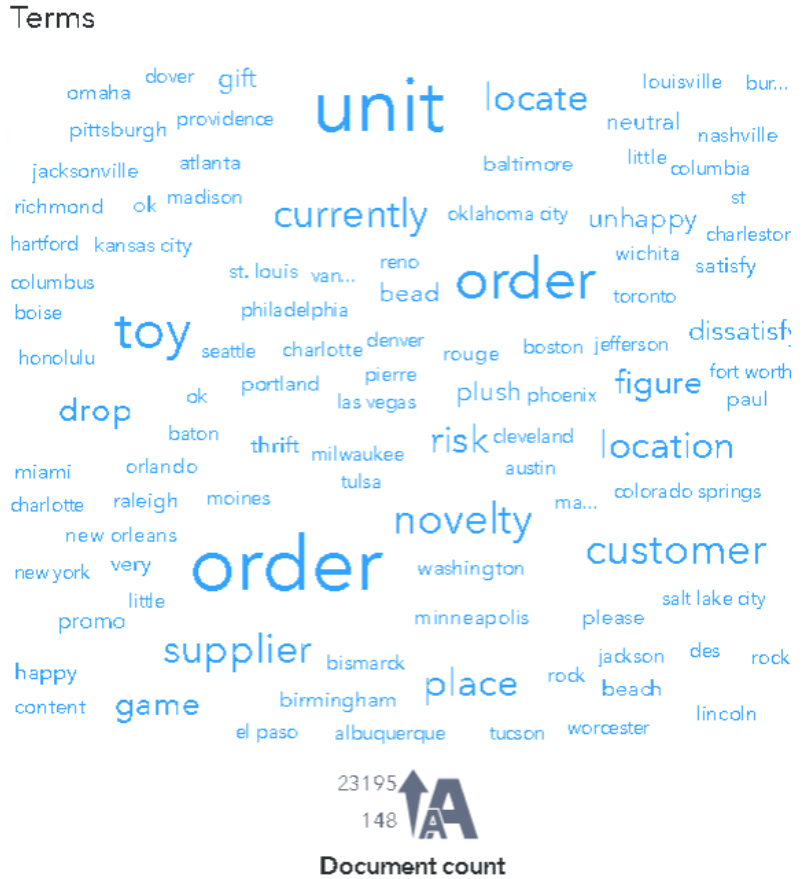 Terms
dover gift
omaha unit locate louisville bur...
pittsburgh providence neutral nashville
jacksonville atlanta baltimore little columbia
richmond ok madison currently oklahoma city unhappy st
hartford kansas city charleston
wichita satisfy
columbus st. louis van... reno bead order toronto
boise toy philadelphia
honolulu seattle charlotte denver rouge boston jefferson dissatisfy
portland pierre figure fort worth
drop ok las vegas plush phoenix paul
baton thrift milwaukee risk cleveland location
miami orlando tulsa austin
charlotte raleigh moines ma... colorado springs
new orleans novelty
new york very order washington customer
little salt lake city
promo minneapolis please
supplier bismarck jackson des rock
happy place rock beach
content game birmingham lincoln
el paso albuquerque tucson worcester
23195
148
Document count